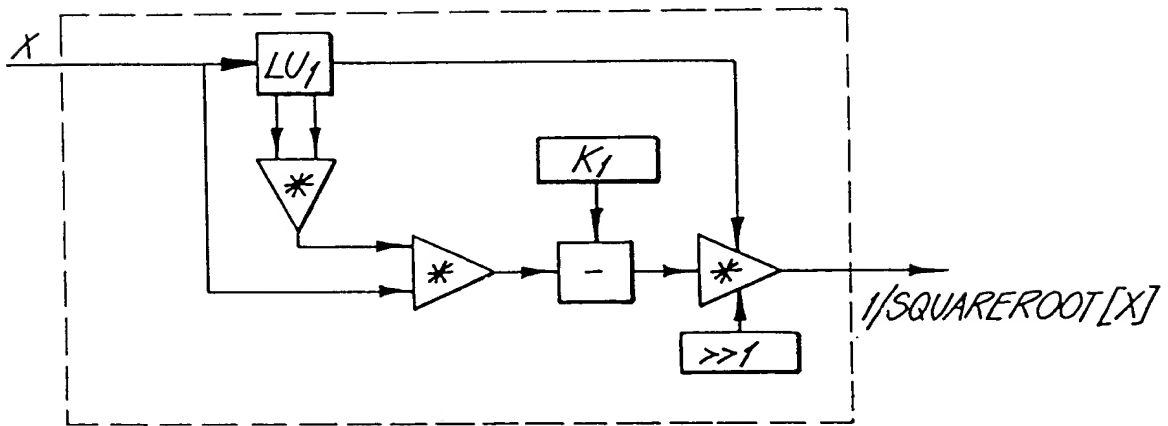 X
LU1
*
K1
*
-
*
1/SQUAREROOT[X]
>>1